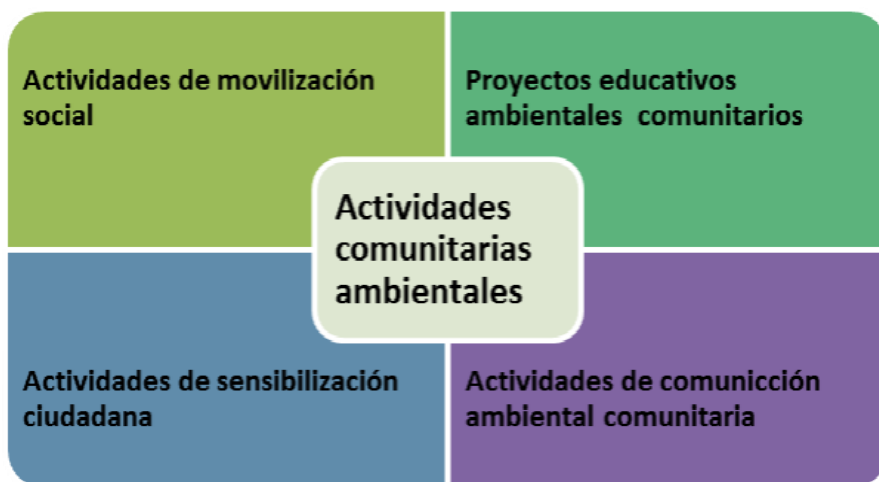 Actividades de movilización
social
Proyectos educativos
ambientales comunitarios
Actividades
comunitarias
ambientales
Actividades de sensibilización
ciudadana
Actividades de comunicción
ambiental comunitaria